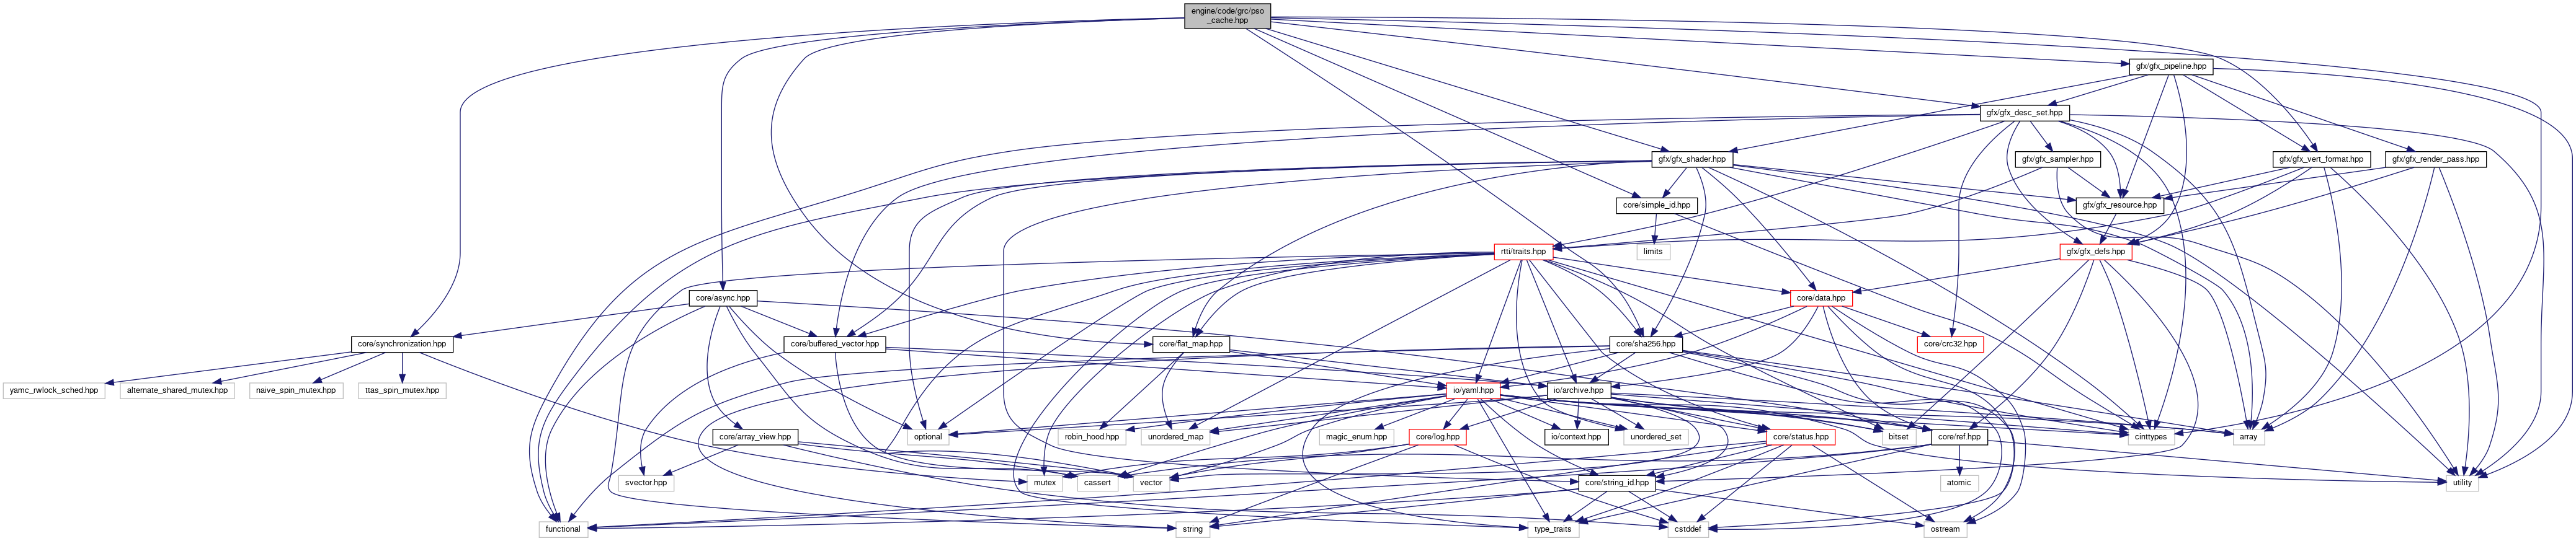 engine/code/grc/pso
_cache.hpp
gfx/gfx_pipeline.hpp
gfx/gfx_desc_set.hpp
gfx/gfx_shader.hpp
gfx/gfx_sampler.hpp
gfx/gfx_vert_format.hpp
gfx/gfx_render_pass.hpp
core/simple_id.hpp
gfx/gfx_resource.hpp
rtti/traits.hpp
limits
gfx/gfx_defs.hpp
core/async.hpp
core/data.hpp
core/synchronization.hpp
core/buffered_vector.hpp
core/flat_map.hpp
core/sha256.hpp
core/crc32.hpp
yamc_rwlock_sched.hpp
alternate_shared_mutex.hpp
naive_spin_mutex.hpp
ttas_spin_mutex.hpp
io/yaml.hpp
io/archive.hpp
core/array_view.hpp
optional
robin_hood.hpp
unordered_map
magic_enum.hpp
core/log.hpp
io/context.hpp
unordered_set
core/status.hpp
bitset
core/ref.hpp
cinttypes
array
svector.hpp
mutex
cassert
vector
core/string_id.hpp
atomic
utility
functional
string
type_traits
cstddef
ostream